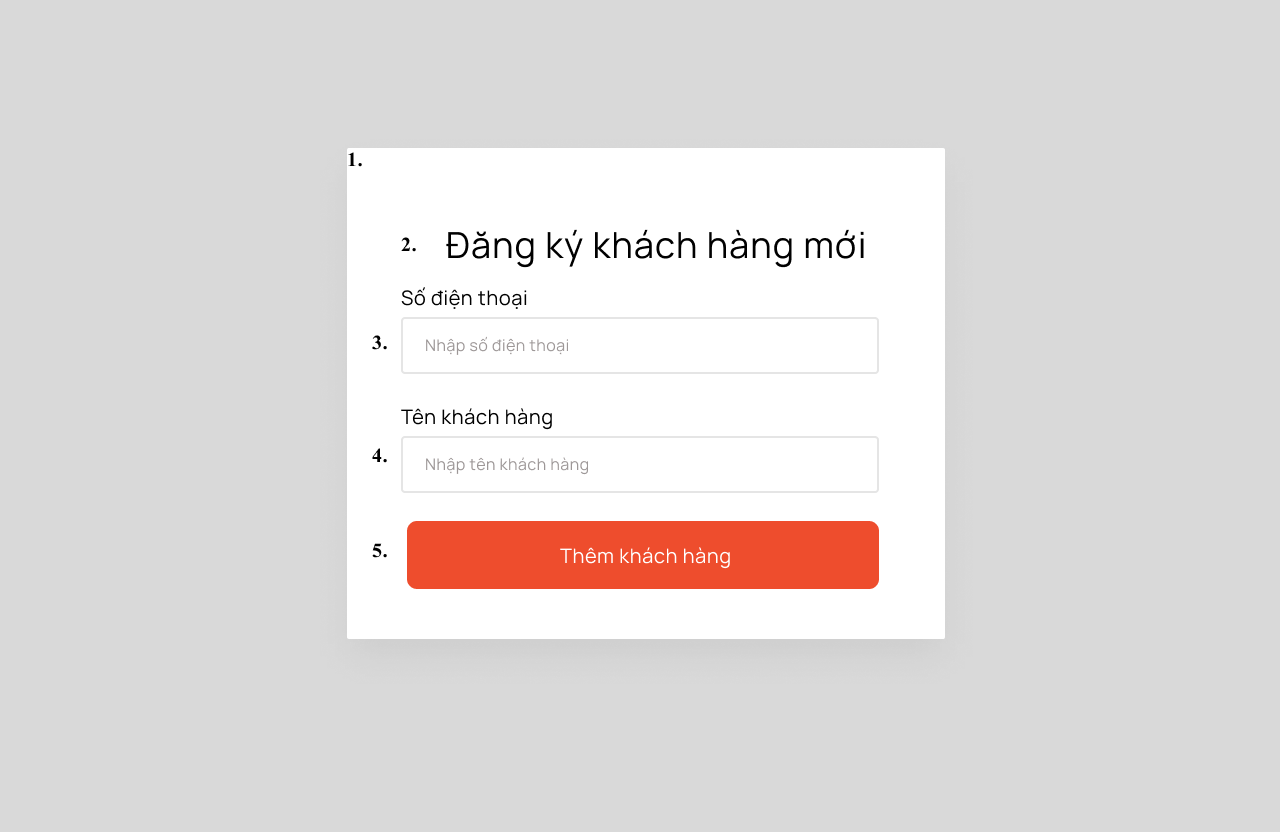 1.
2. Đăng ký khách hàng mới
Số điện thoại
3. Nhập số điện thoại
Tên khách hàng
4. Nhập tên khách hàng
5. Thêm khách hàng